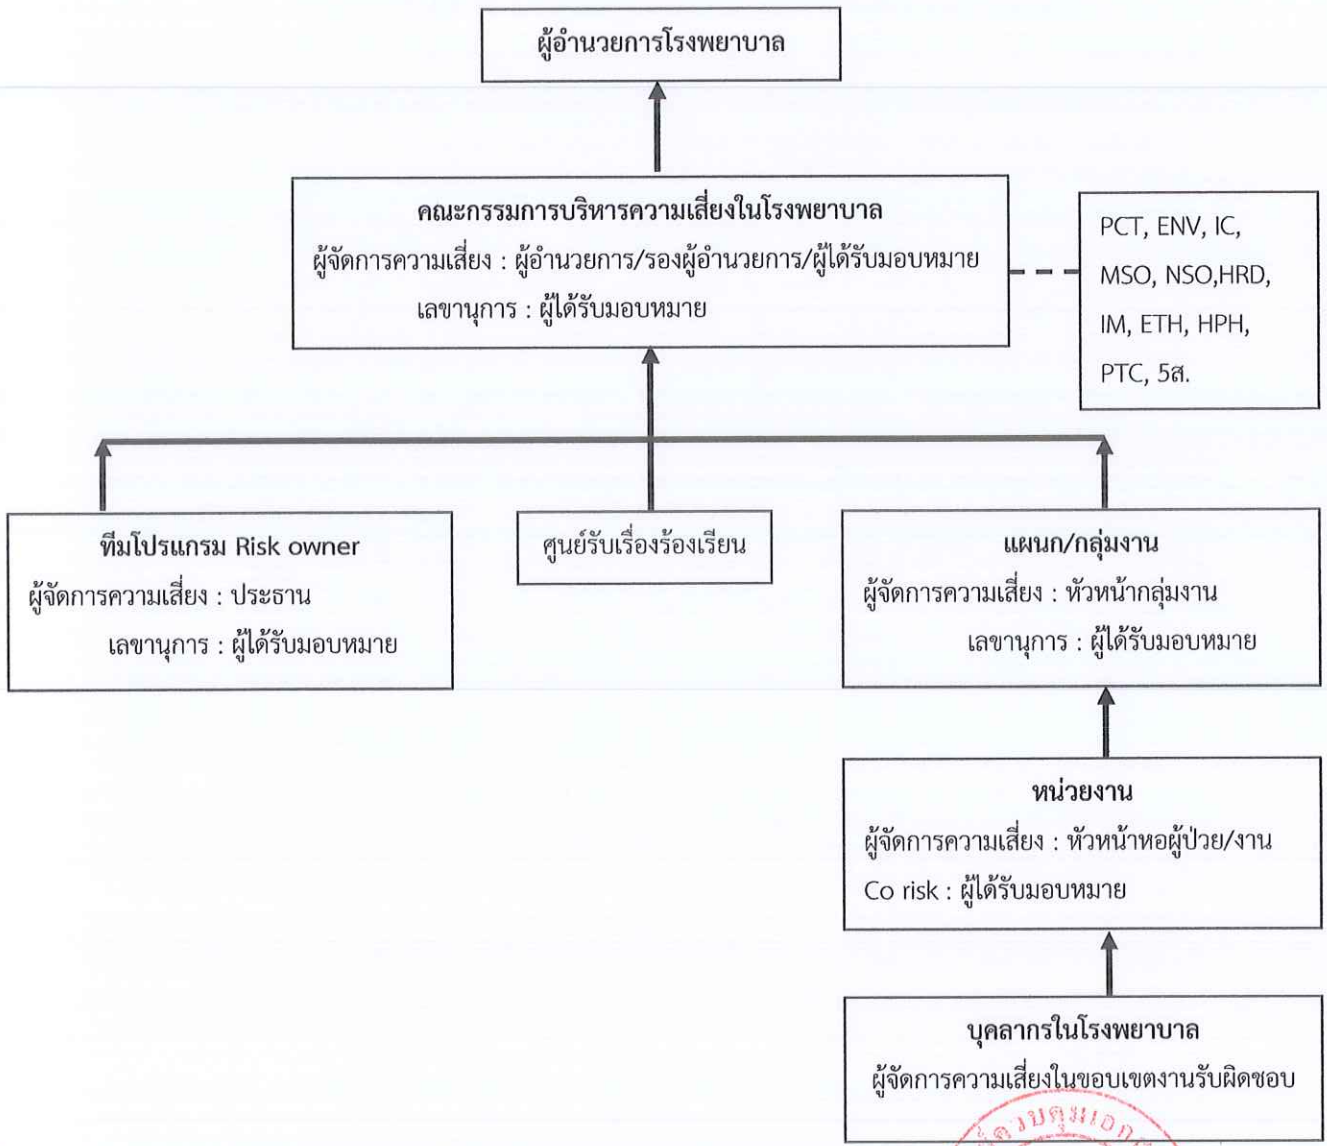 ผู้อำนวยการโรงพยาบาล
คณะกรรมการบริหารความเสี่ยงในโรงพยาบาล
ผู้จัดการความเสี่ยง : ผู้อำนวยการ/รองผู้อำนวยการ/ผู้ได้รับมอบหมาย
เลขานุการ : ผู้ได้รับมอบหมาย
PCT, ENV, IC,
MSO, NSO,HRD,
IM, ETH, HPH,
PTC, 5ส.
ทีมโปรแกรม Risk owner
ผู้จัดการความเสี่ยง : ประธาน
เลขานุการ : ผู้ได้รับมอบหมาย
ศูนย์รับเรื่องร้องเรียน
แผนก/กลุ่มงาน
ผู้จัดการความเสี่ยง : หัวหน้ากลุ่มงาน
เลขานุการ : ผู้ได้รับมอบหมาย
หน่วยงาน
ผู้จัดการความเสี่ยง : หัวหน้าหอผู้ป่วย/งาน
Co risk : ผู้ได้รับมอบหมาย
บุคลากรในโรงพยาบาล
ผู้จัดการความเสี่ยงในขอบเขตงานรับผิดชอบ